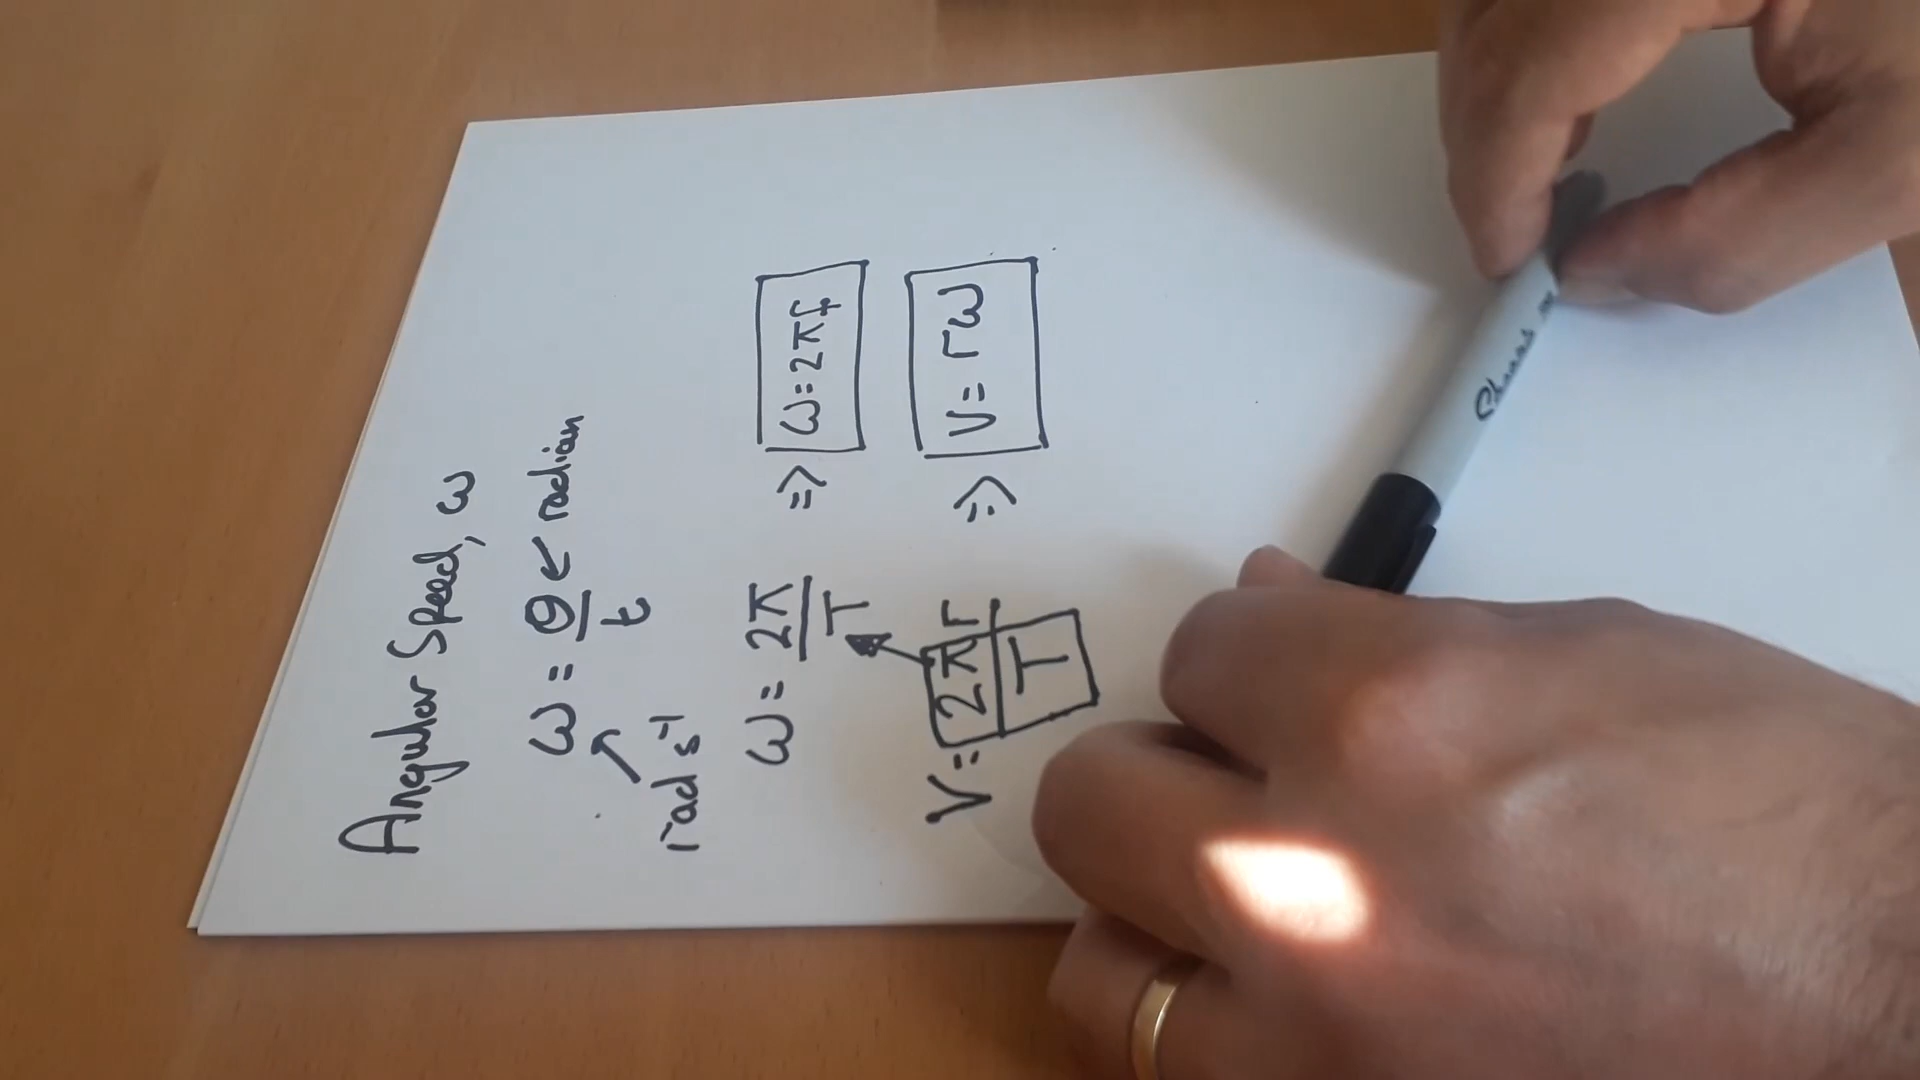 Angular Speed, ω
ω = θ/t ← radian
rad s⁻¹
ω = 2π/T => ω = 2πf
V = 2πr/T => V = rω